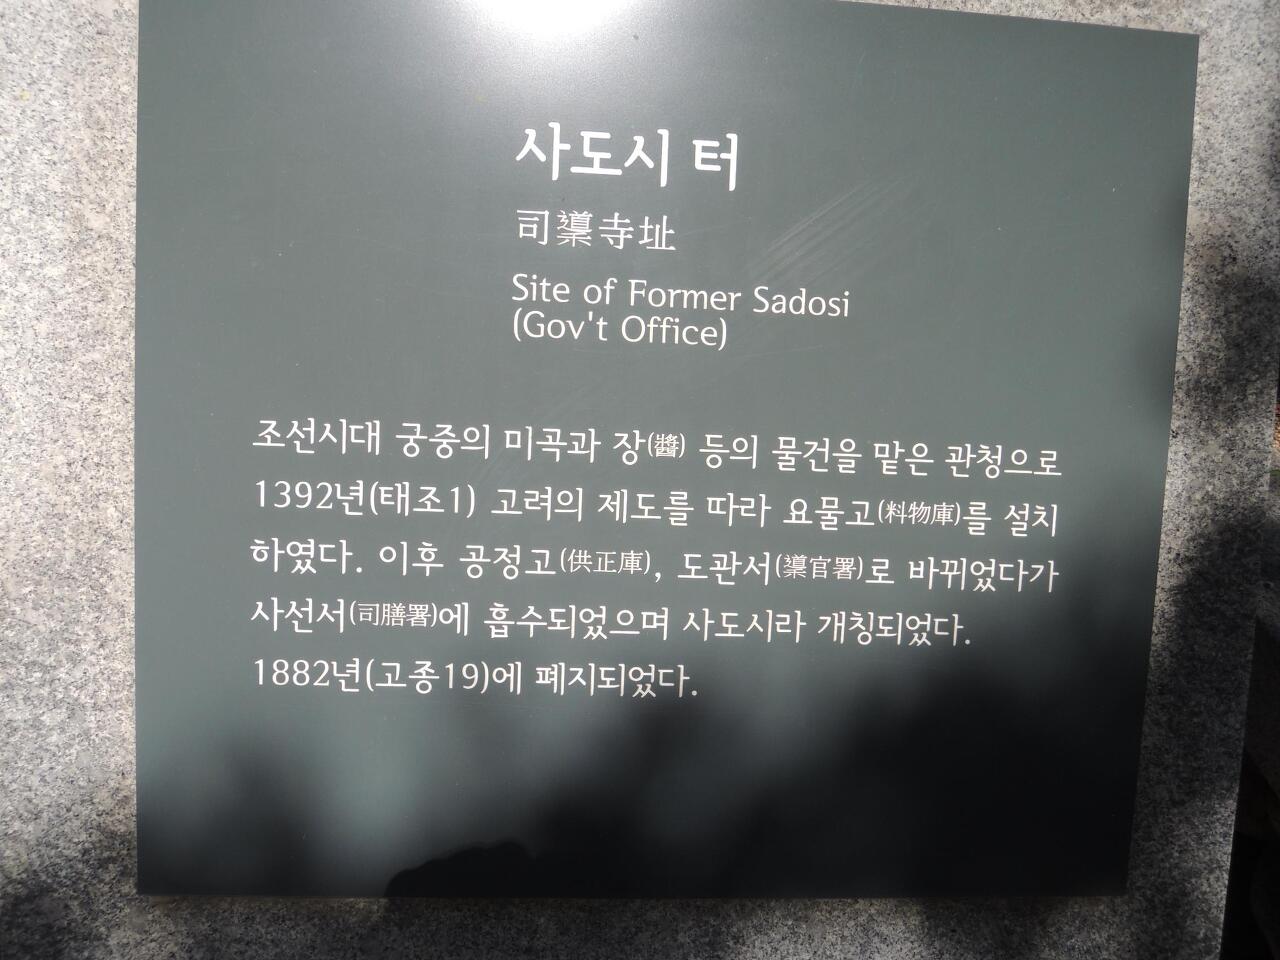 사도시 터
司䆃寺址
Site of Former Sadosi
(Gov't Office)
조선시대 궁중의 미곡과 장(醬) 등의 물건을 맡은 관청으로
1392년(태조1) 고려의 제도를 따라 요물고(料物庫)를 설치
하였다. 이후 공정고(供正庫), 도관서(䆃官署)로 바뀌었다가
사선서(司膳署)에 흡수되었으며 사도시라 개칭되었다.
1882년(고종19)에 폐지되었다.